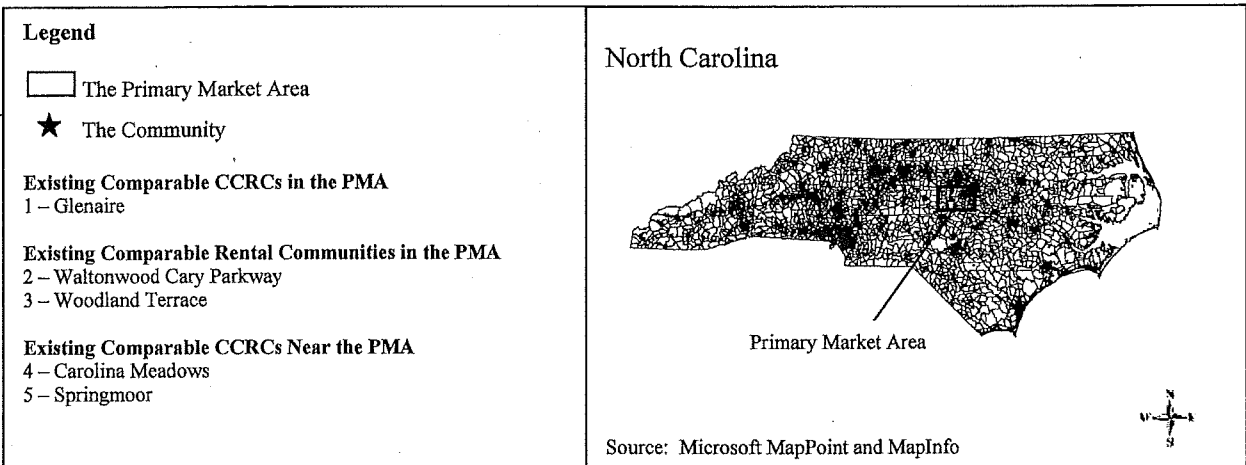 Legend
The Primary Market Area
The Community
Existing Comparable CCRCs in the PMA
1 – Glenaire
Existing Comparable Rental Communities in the PMA
2 – Waltonwood Cary Parkway
3 – Woodland Terrace
Existing Comparable CCRCs Near the PMA
4 – Carolina Meadows
5 – Springmoor
North Carolina
Primary Market Area
N
S
Source: Microsoft MapPoint and MapInfo